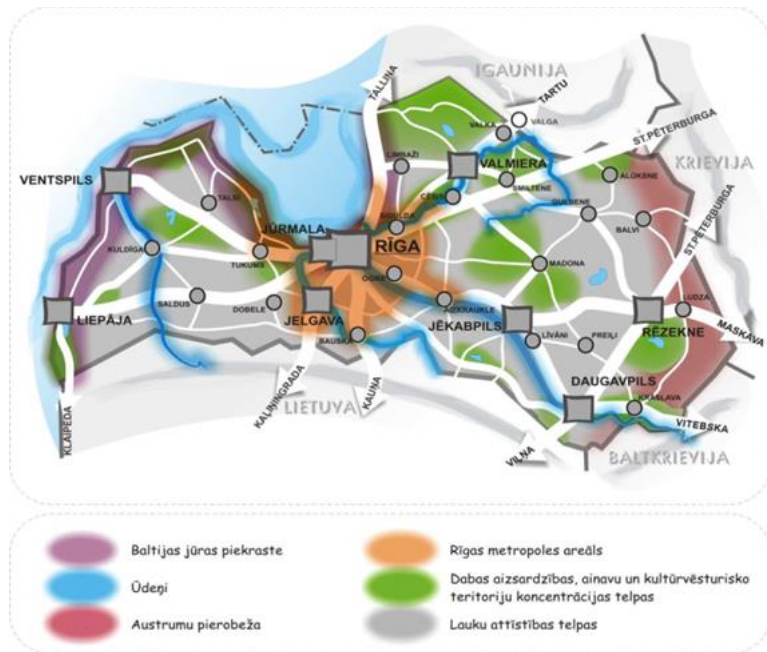 IGAUNIJA
TALLINA
TARTU
VALKA
VALGA
ST.PĒTERBURGA
LIMBAŽI
VALMIERA
KRIEVIJA
VENTSPILS
CĒSIS
SMILTENE
ALŪKSNE
TALSI
SIGULDA
GULBENE
ST.PĒTERBURGA
JŪRMALA
BALVI
RĪGA
KULDĪGA
TUKUMS
OGRE
MADONA
SALDUS
DOBELE
AIZKRAUKLE
LUDZA
LIEPĀJA
JELGAVA
JĒKABPILS
RĒZEKNE
MASKAVA
BAUSKA
LĪVĀNI
PREIĻI
KAĻINIŅGRADA
LIETUVA
KAUŅA
DAUGAVPILS
KRĀSLAVA
KLAIPĒDA
VIĻŅA
VITEBSKA
BALTKRIEVIJA
Baltijas jūras piekraste
Rīgas metropoles areāls
Ūdeņi
Dabas aizsardzības, ainavu un kultūrvēsturisko
teritoriju koncentrācijas telpas
Austrumu pierobeža
Lauku attīstības telpas